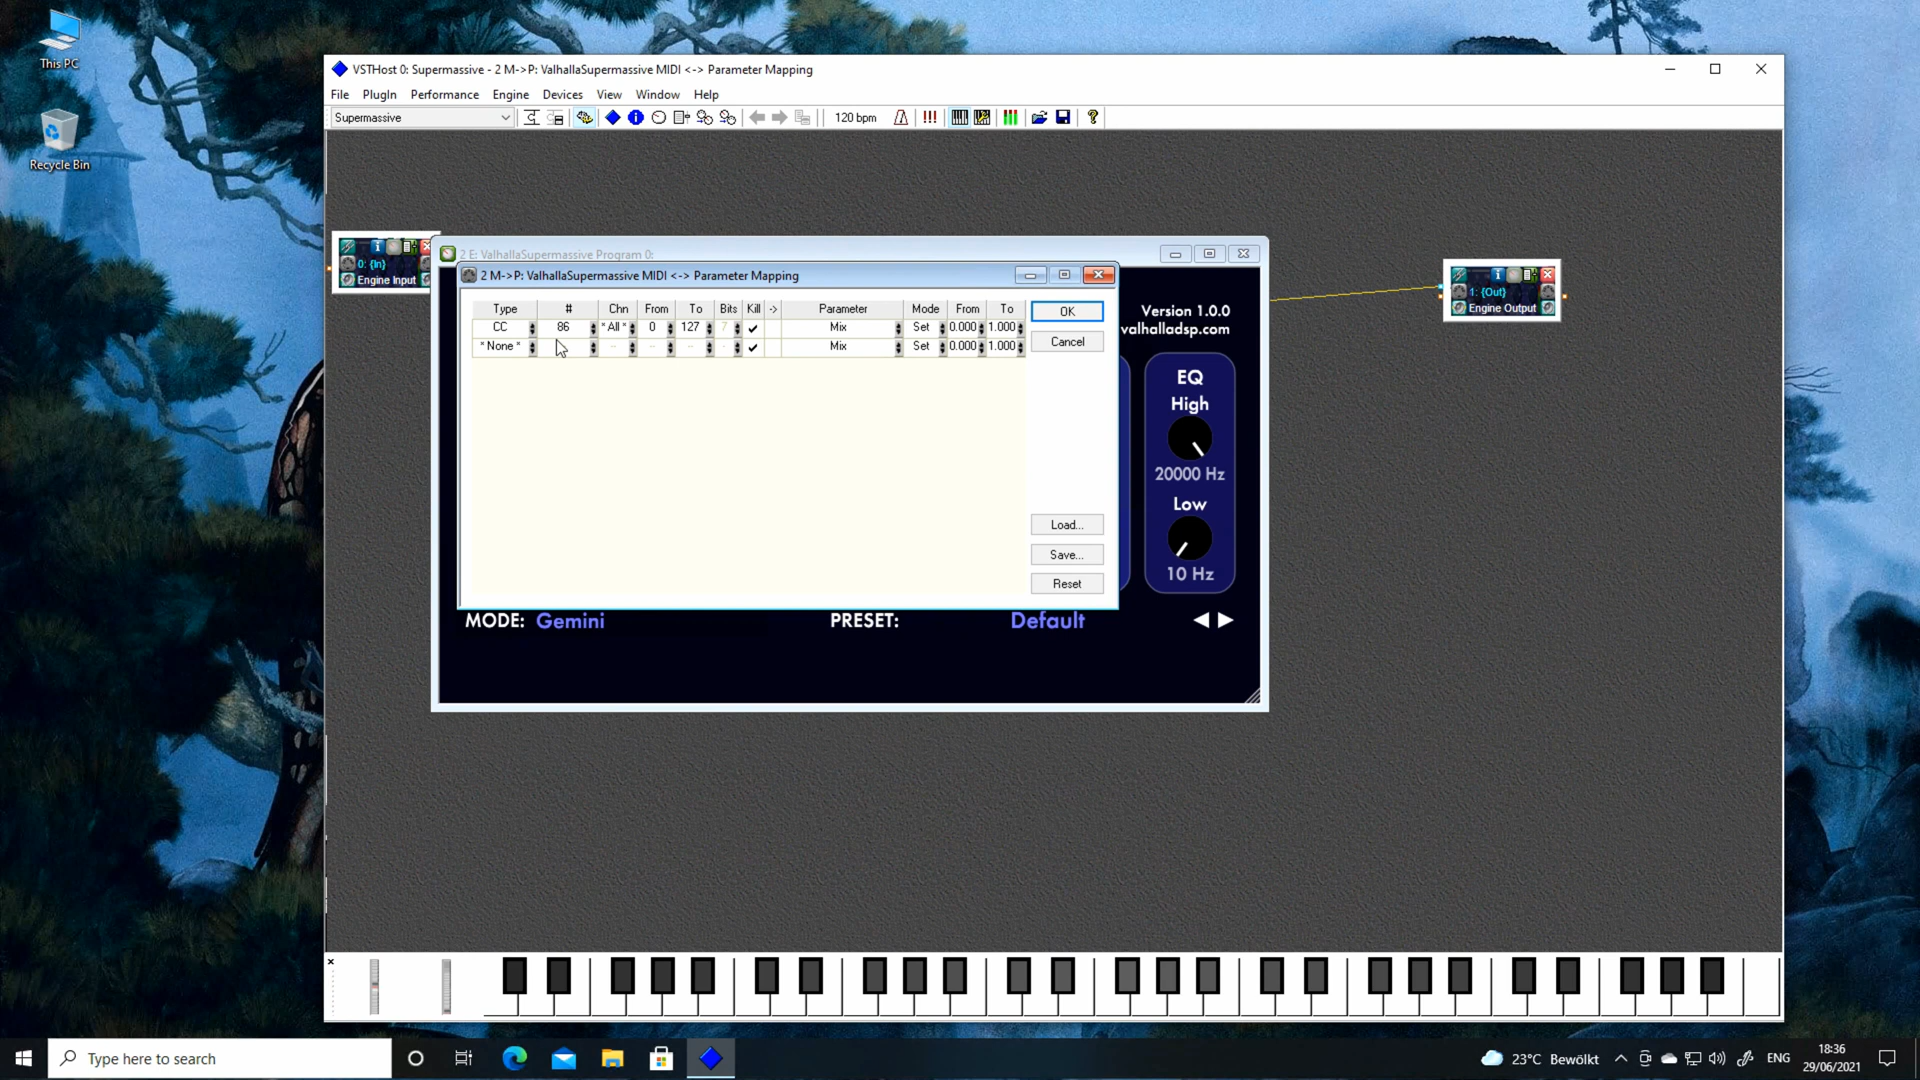 This PC
Recycle Bin
VSTHost 0: Supermassive - 2 M->P: ValhallaSupermassive MIDI <-> Parameter Mapping
File PlugIn Performance Engine Devices View Window Help
Supermassive
120 bpm
0: {In}
Engine Input
1: {Out}
Engine Output
2 E: ValhallaSupermassive Program 0:
2 M->P: ValhallaSupermassive MIDI <-> Parameter Mapping
Type # Chn From To Bits Kill -> Parameter Mode From To
CC 86 * All * 0 127 7 Mix Set 0.000 1.000
* None * -- -- -- - Mix Set 0.000 1.000
OK
Cancel
Load...
Save...
Reset
Version 1.0.0
valhalladsp.com
EQ
High
20000 Hz
Low
10 Hz
MODE: Gemini PRESET: Default
Type here to search
23°C Bewölkt
ENG
18:36
29/06/2021